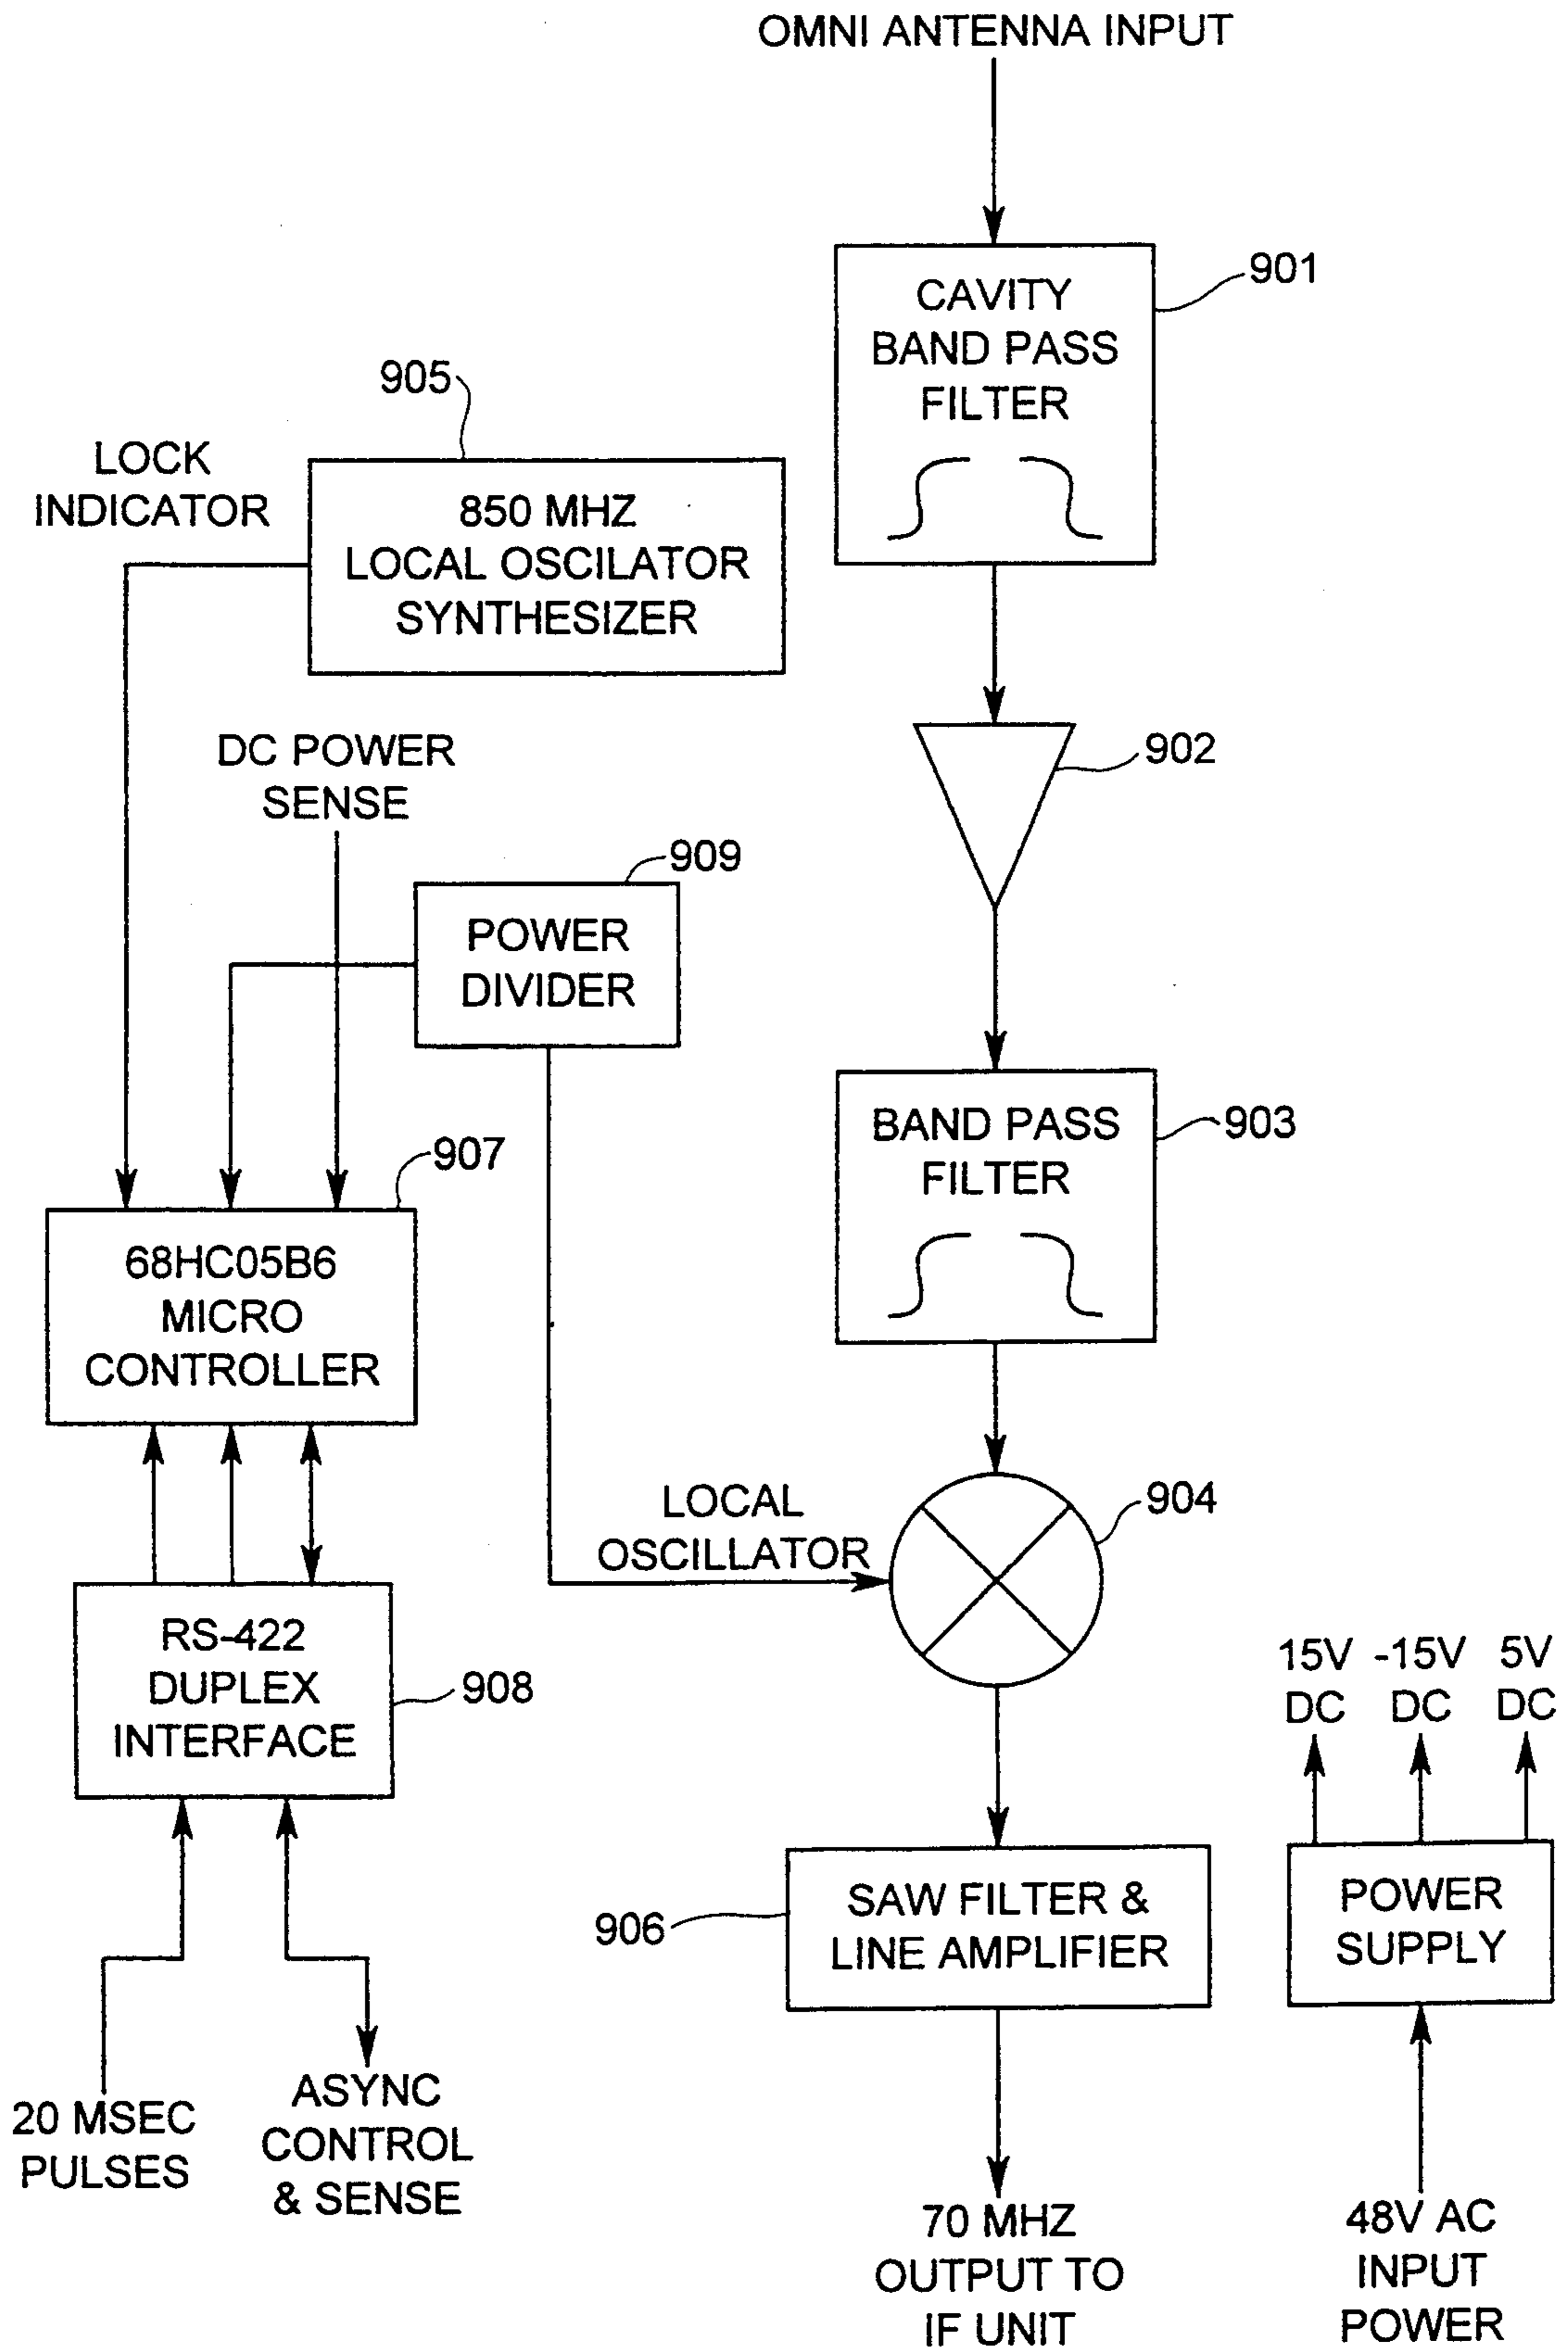 OMNI ANTENNA INPUT
CAVITY
BAND PASS
FILTER
901
905
LOCK
INDICATOR
850 MHZ
LOCAL OSCILATOR
SYNTHESIZER
902
DC POWER
SENSE
909
POWER
DIVIDER
BAND PASS
FILTER
903
907
68HC05B6
MICRO
CONTROLLER
LOCAL
OSCILLATOR
904
RS-422
DUPLEX
INTERFACE
908
15V
DC
-15V
DC
5V
DC
906
SAW FILTER &
LINE AMPLIFIER
POWER
SUPPLY
20 MSEC
PULSES
ASYNC
CONTROL
& SENSE
70 MHZ
OUTPUT TO
IF UNIT
48V AC
INPUT
POWER